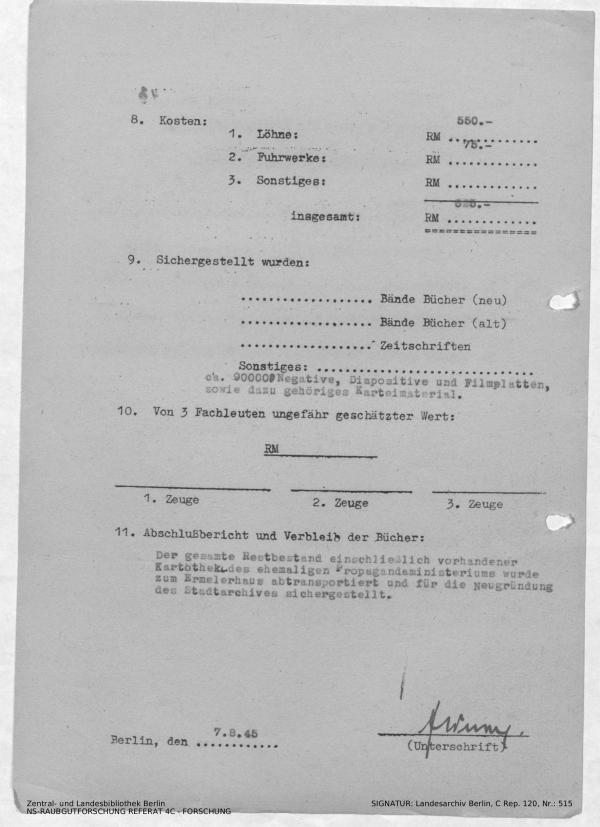 8. Kosten:
550.-
1. Löhne: RM .............
75.-
2. Fuhrwerke: RM .............
3. Sonstiges: RM .............
625.-
insgesamt: RM .............
================
9. Sichergestellt wurden:
................... Bände Bücher (neu)
................... Bände Bücher (alt)
................... Zeitschriften
Sonstiges: ...............................
ca. 90000 Negative, Diapositive und Filmplatten,
sowie dazu gehöriges Karteimaterial.
10. Von 3 Fachleuten ungefähr geschätzter Wert:
RM
1. Zeuge 2. Zeuge 3. Zeuge
11. Abschlußbericht und Verbleib der Bücher:
Der gesamte Restbestand einschließlich vorhandener
Kartothek des ehemaligen Propagandaministeriums wurde
zum Ermelerhaus abtransportiert und für die Neugründung
des Stadtarchives sichergestellt.
7.8.45
Berlin, den ............
(Unterschrift)
Zentral- und Landesbibliothek Berlin
NS-RAUBGUTFORSCHUNG REFERAT 4C - FORSCHUNG
SIGNATUR: Landesarchiv Berlin, C Rep. 120, Nr.: 515